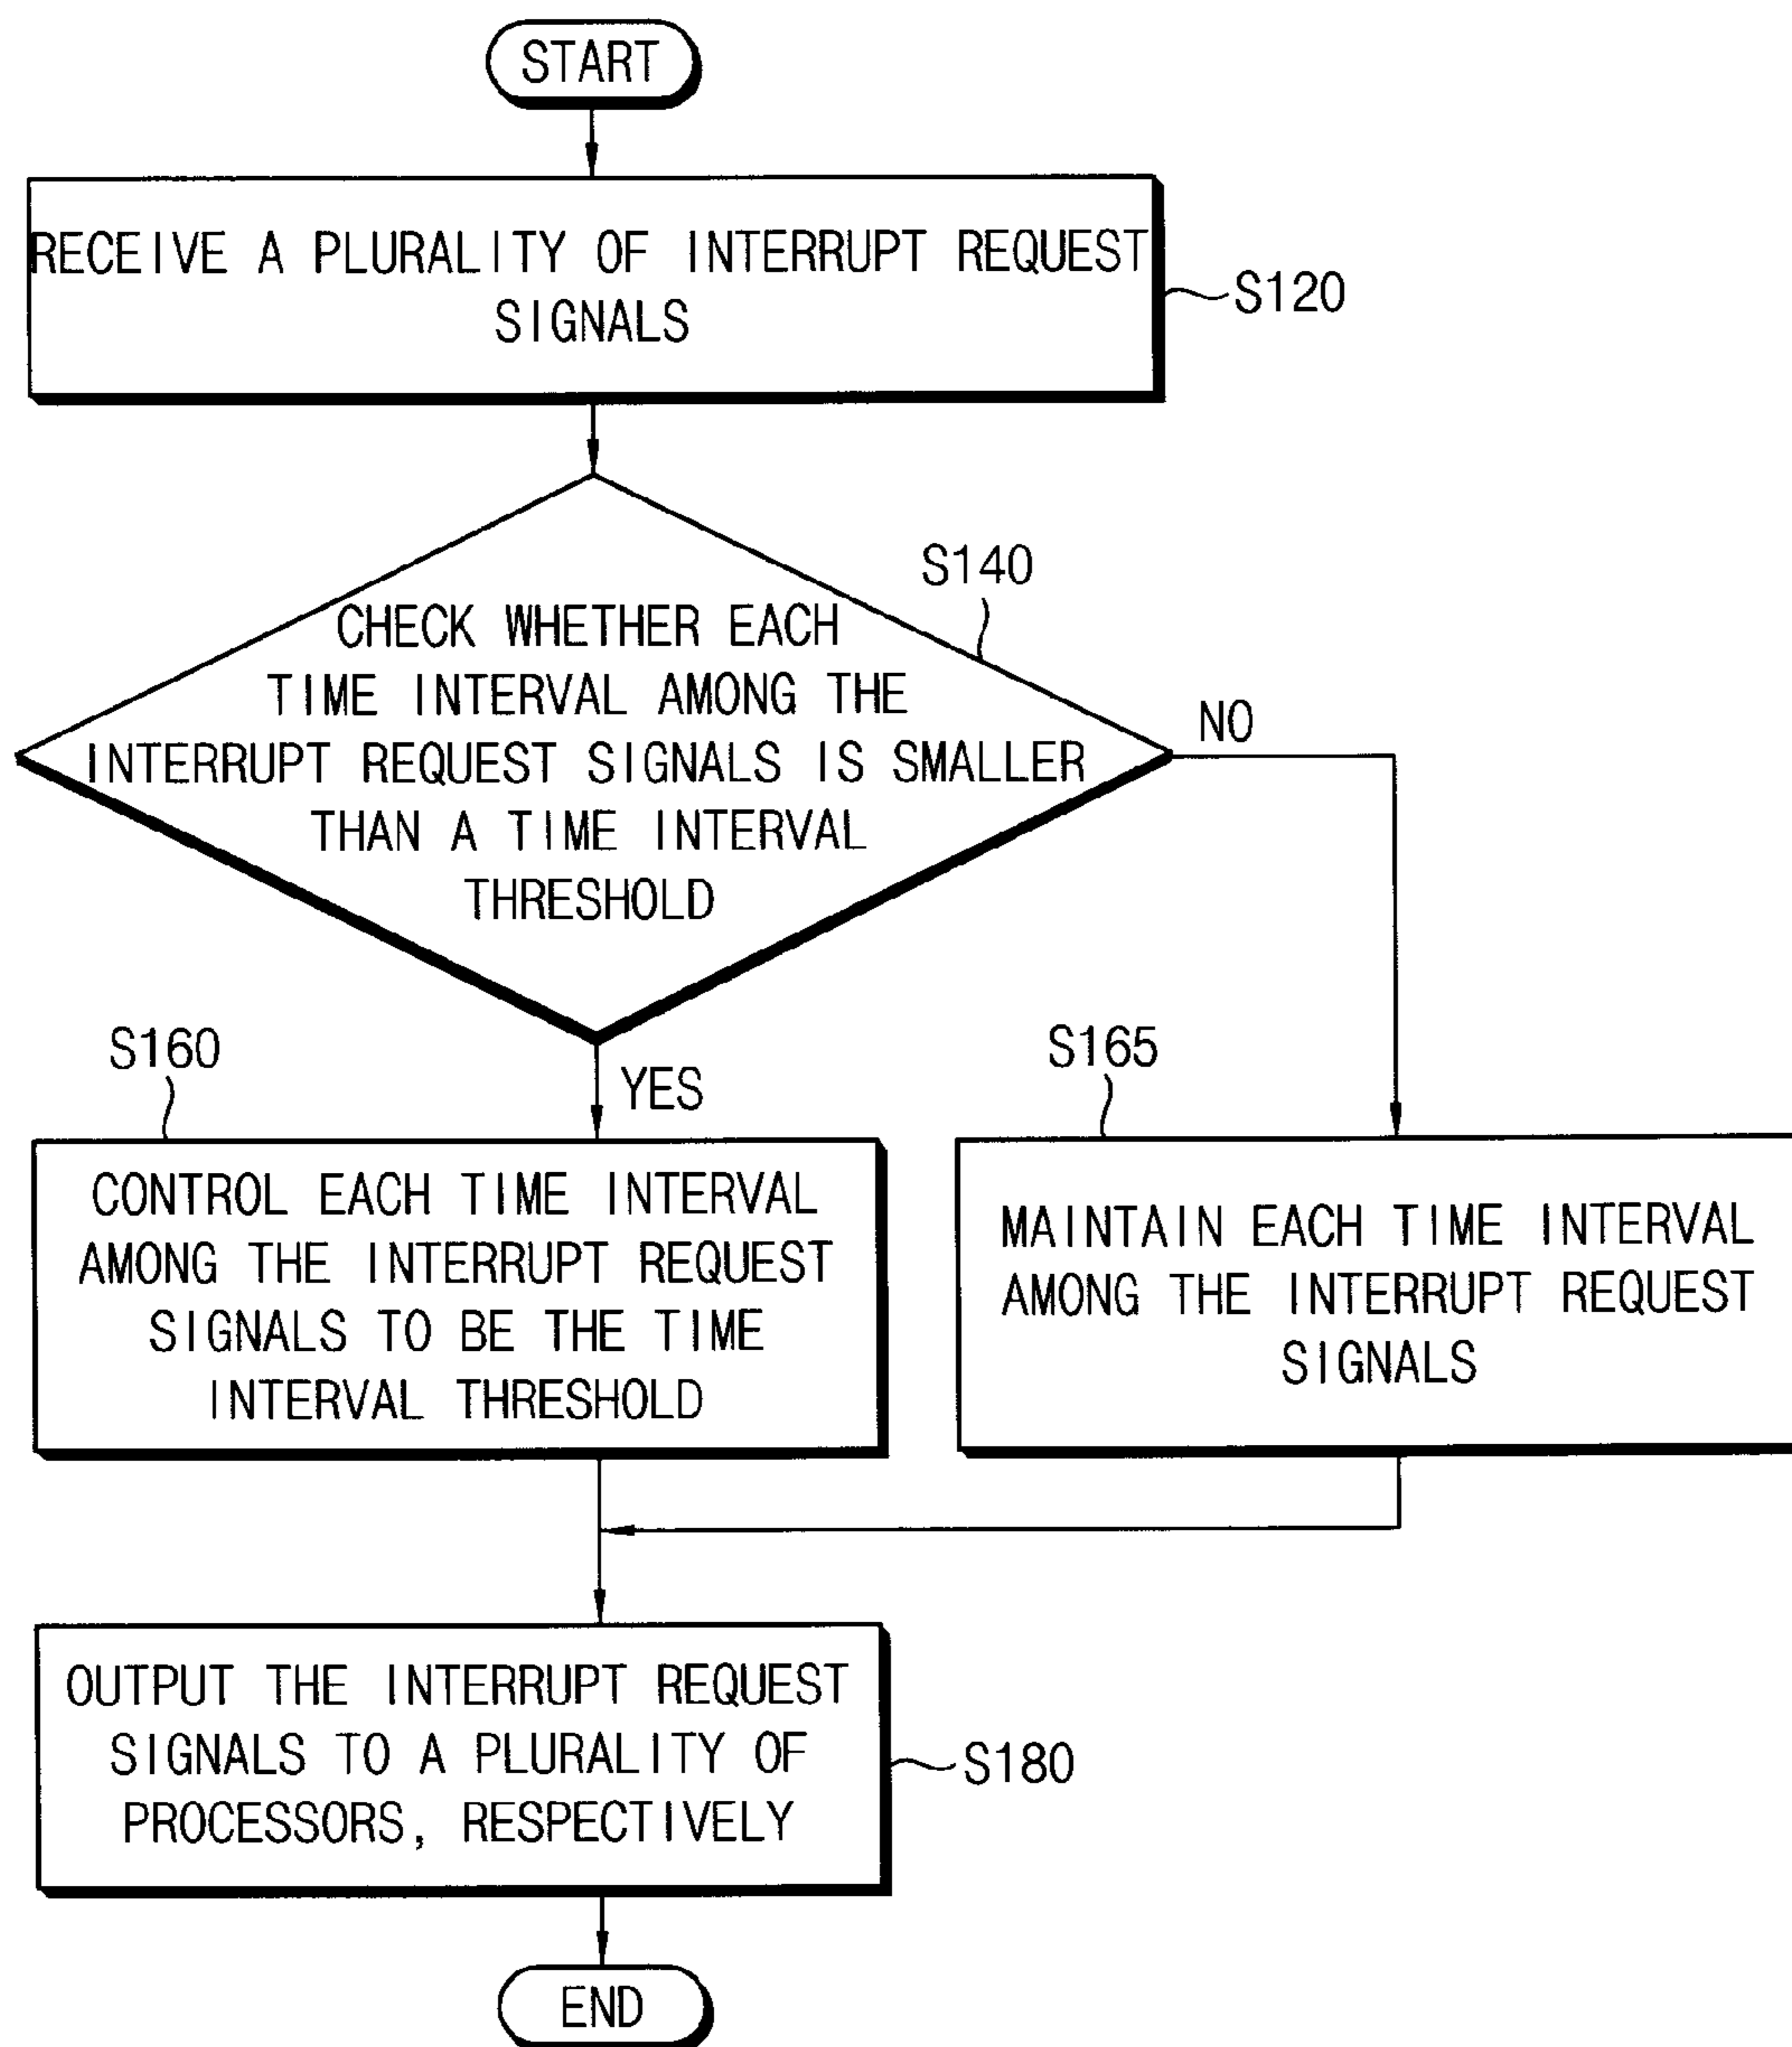 START
RECEIVE A PLURALITY OF INTERRUPT REQUEST
SIGNALS
S120
S140
CHECK WHETHER EACH
TIME INTERVAL AMONG THE
INTERRUPT REQUEST SIGNALS IS SMALLER
THAN A TIME INTERVAL
THRESHOLD
NO
YES
S160
CONTROL EACH TIME INTERVAL
AMONG THE INTERRUPT REQUEST
SIGNALS TO BE THE TIME
INTERVAL THRESHOLD
S165
MAINTAIN EACH TIME INTERVAL
AMONG THE INTERRUPT REQUEST
SIGNALS
OUTPUT THE INTERRUPT REQUEST
SIGNALS TO A PLURALITY OF
PROCESSORS, RESPECTIVELY
S180
END